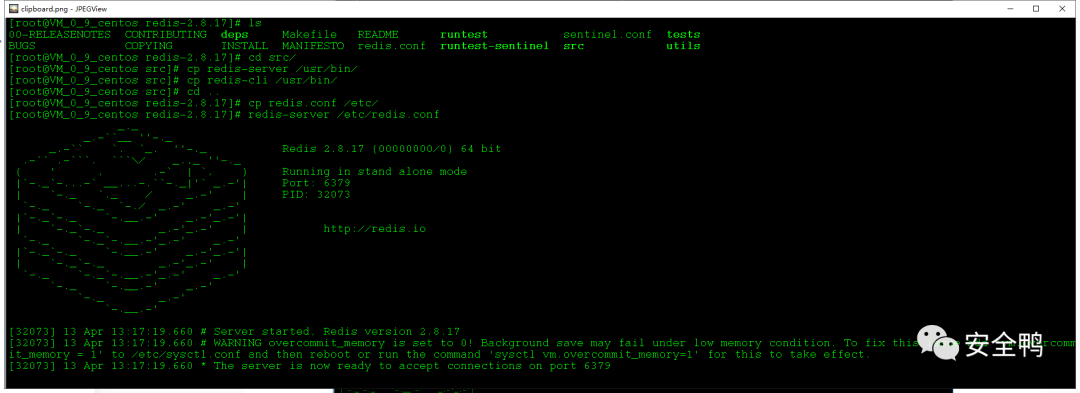 clipboard.png - JPEGView
[root@VM_0_9_centos redis-2.8.17]# ls
00-RELEASENOTES CONTRIBUTING deps Makefile README runtest sentinel.conf tests
BUGS COPYING INSTALL MANIFESTO redis.conf runtest-sentinel src utils
[root@VM_0_9_centos redis-2.8.17]# cd src/
[root@VM_0_9_centos src]# cp redis-server /usr/bin/
[root@VM_0_9_centos src]# cp redis-cli /usr/bin/
[root@VM_0_9_centos src]# cd ..
[root@VM_0_9_centos redis-2.8.17]# cp redis.conf /etc/
[root@VM_0_9_centos redis-2.8.17]# redis-server /etc/redis.conf
Redis 2.8.17 (00000000/0) 64 bit
Running in stand alone mode
Port: 6379
PID: 32073
http://redis.io
[32073] 13 Apr 13:17:19.660 # Server started. Redis version 2.8.17
[32073] 13 Apr 13:17:19.660 # WARNING overcommit_memory is set to 0! Background save may fail under low memory condition. To fix this
it_memory = 1' to /etc/sysctl.conf and then reboot or run the command 'sysctl vm.overcommit_memory=1' for this to take effect.
[32073] 13 Apr 13:17:19.660 * The server is now ready to accept connections on port 6379
安全鸭